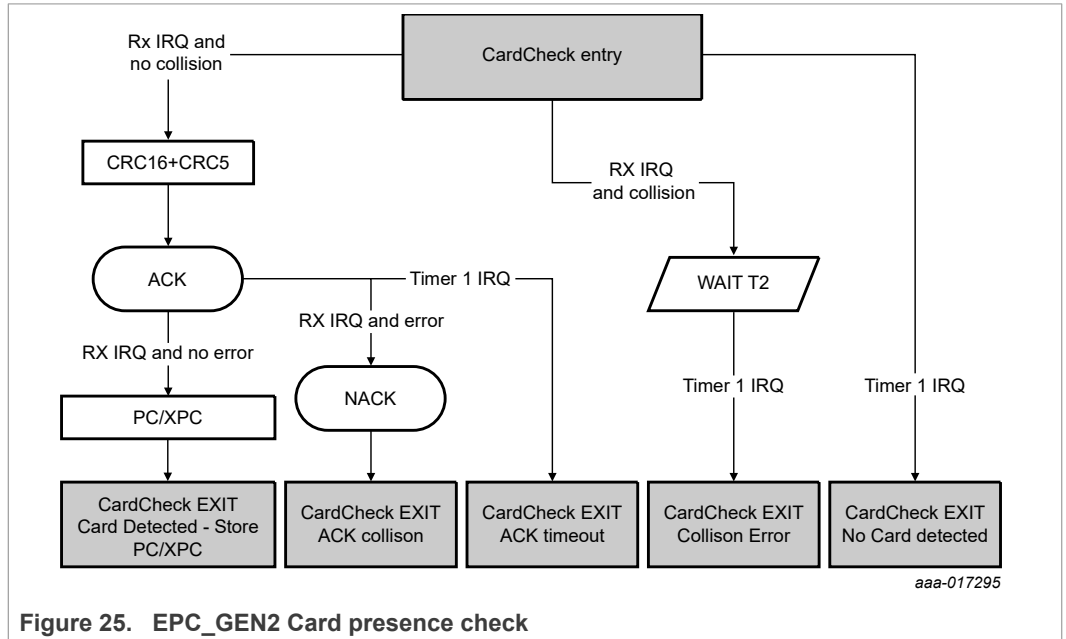 CardCheck entry
Rx IRQ and
no collision
CRC16+CRC5
RX IRQ
and collision
ACK
Timer 1 IRQ
WAIT T2
RX IRQ and error
RX IRQ and no error
NACK
Timer 1 IRQ
Timer 1 IRQ
PC/XPC
CardCheck EXIT
Card Detected - Store
PC/XPC
CardCheck EXIT
ACK collison
CardCheck EXIT
ACK timeout
CardCheck EXIT
Collison Error
CardCheck EXIT
No Card detected
aaa-017295
Figure 25. EPC_GEN2 Card presence check